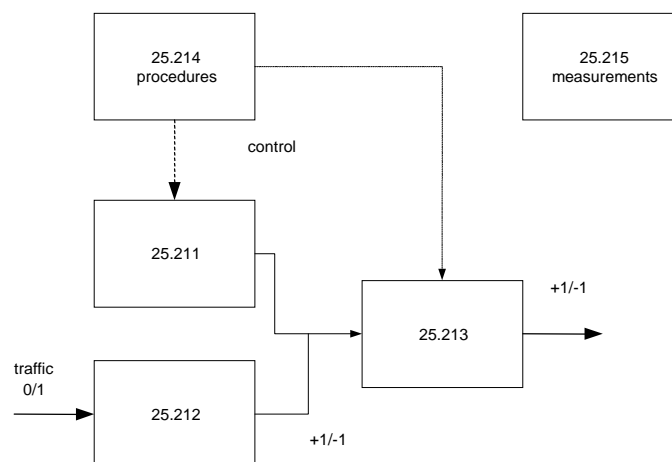 25.214
procedures
25.215
measurements
control
25.211
+1/-1
25.213
traffic
0/1
25.212
+1/-1